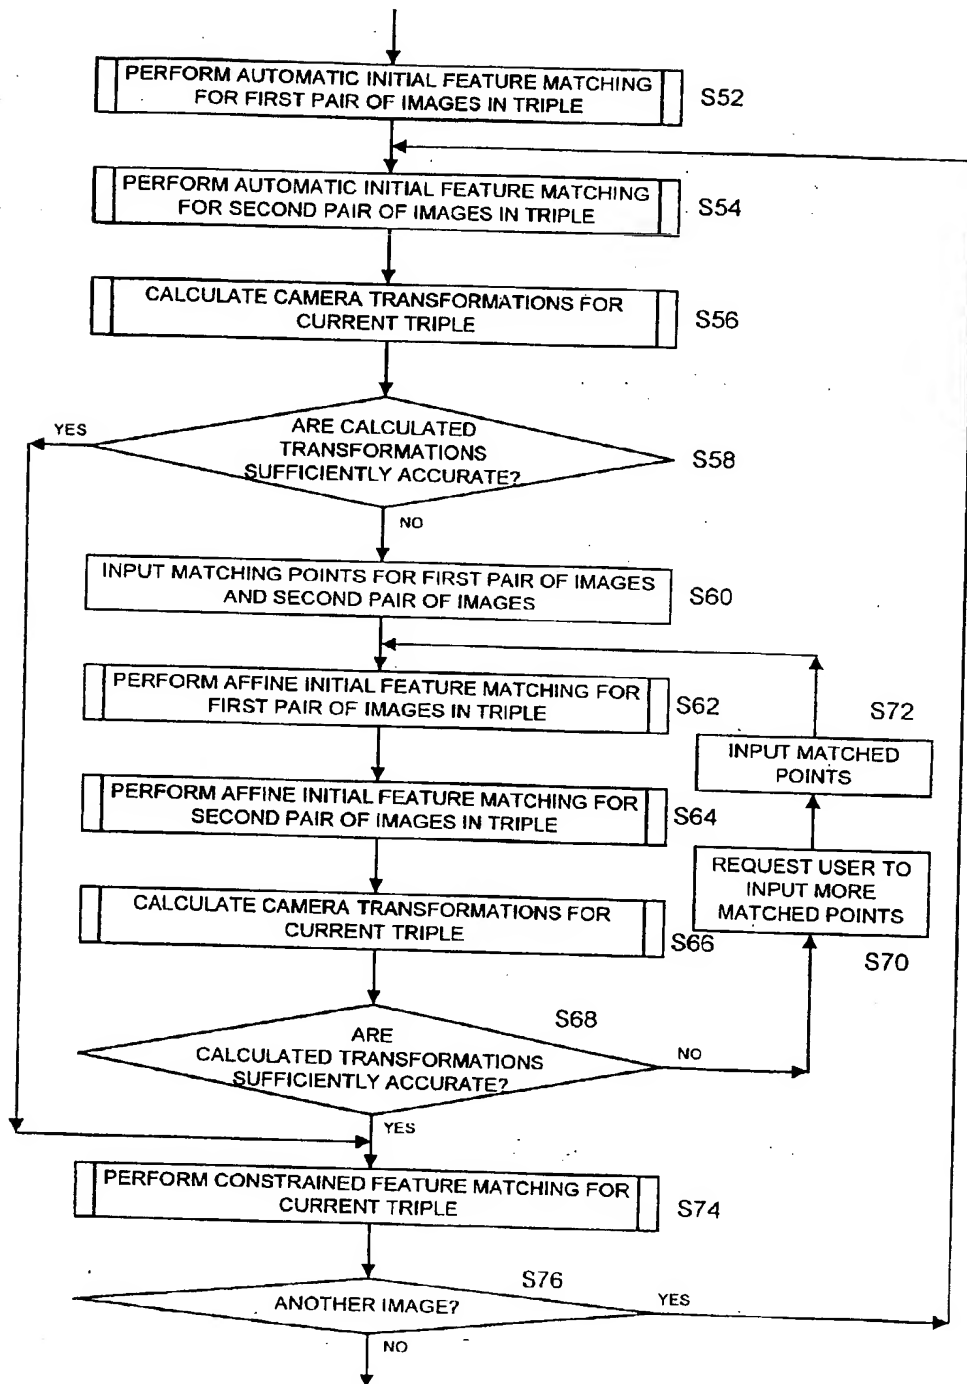 PERFORM AUTOMATIC INITIAL FEATURE MATCHING
FOR FIRST PAIR OF IMAGES IN TRIPLE
S52
PERFORM AUTOMATIC INITIAL FEATURE MATCHING
FOR SECOND PAIR OF IMAGES IN TRIPLE
S54
CALCULATE CAMERA TRANSFORMATIONS FOR
CURRENT TRIPLE
S56
YES
ARE CALCULATED
TRANSFORMATIONS
SUFFICIENTLY ACCURATE?
S58
NO
INPUT MATCHING POINTS FOR FIRST PAIR OF IMAGES
AND SECOND PAIR OF IMAGES
S60
PERFORM AFFINE INITIAL FEATURE MATCHING FOR
FIRST PAIR OF IMAGES IN TRIPLE
S62
S72
INPUT MATCHED
POINTS
PERFORM AFFINE INITIAL FEATURE MATCHING FOR
SECOND PAIR OF IMAGES IN TRIPLE
S64
REQUEST USER TO
INPUT MORE
MATCHED POINTS
S70
CALCULATE CAMERA TRANSFORMATIONS FOR
CURRENT TRIPLE
S66
S68
ARE
CALCULATED TRANSFORMATIONS
SUFFICIENTLY ACCURATE?
NO
YES
PERFORM CONSTRAINED FEATURE MATCHING FOR
CURRENT TRIPLE
S74
S76
ANOTHER IMAGE?
YES
NO